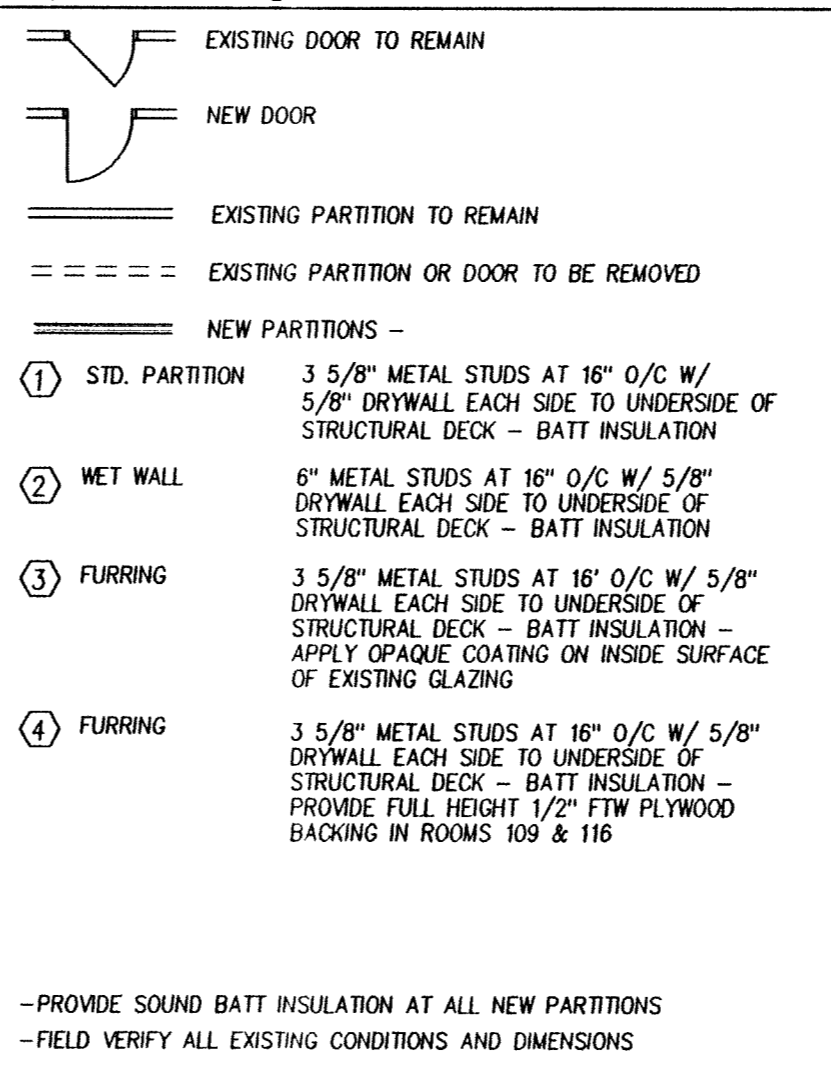 EXISTING DOOR TO REMAIN
NEW DOOR
EXISTING PARTITION TO REMAIN
EXISTING PARTITION OR DOOR TO BE REMOVED
NEW PARTITIONS –
1 STD. PARTITION 3 5/8" METAL STUDS AT 16" O/C W/
5/8" DRYWALL EACH SIDE TO UNDERSIDE OF
STRUCTURAL DECK – BATT INSULATION
2 WET WALL 6" METAL STUDS AT 16" O/C W/ 5/8"
DRYWALL EACH SIDE TO UNDERSIDE OF
STRUCTURAL DECK – BATT INSULATION
3 FURRING 3 5/8" METAL STUDS AT 16' O/C W/ 5/8"
DRYWALL EACH SIDE TO UNDERSIDE OF
STRUCTURAL DECK – BATT INSULATION –
APPLY OPAQUE COATING ON INSIDE SURFACE
OF EXISTING GLAZING
4 FURRING 3 5/8" METAL STUDS AT 16" O/C W/ 5/8"
DRYWALL EACH SIDE TO UNDERSIDE OF
STRUCTURAL DECK – BATT INSULATION –
PROVIDE FULL HEIGHT 1/2" FTW PLYWOOD
BACKING IN ROOMS 109 & 116
–PROVIDE SOUND BATT INSULATION AT ALL NEW PARTITIONS
–FIELD VERIFY ALL EXISTING CONDITIONS AND DIMENSIONS